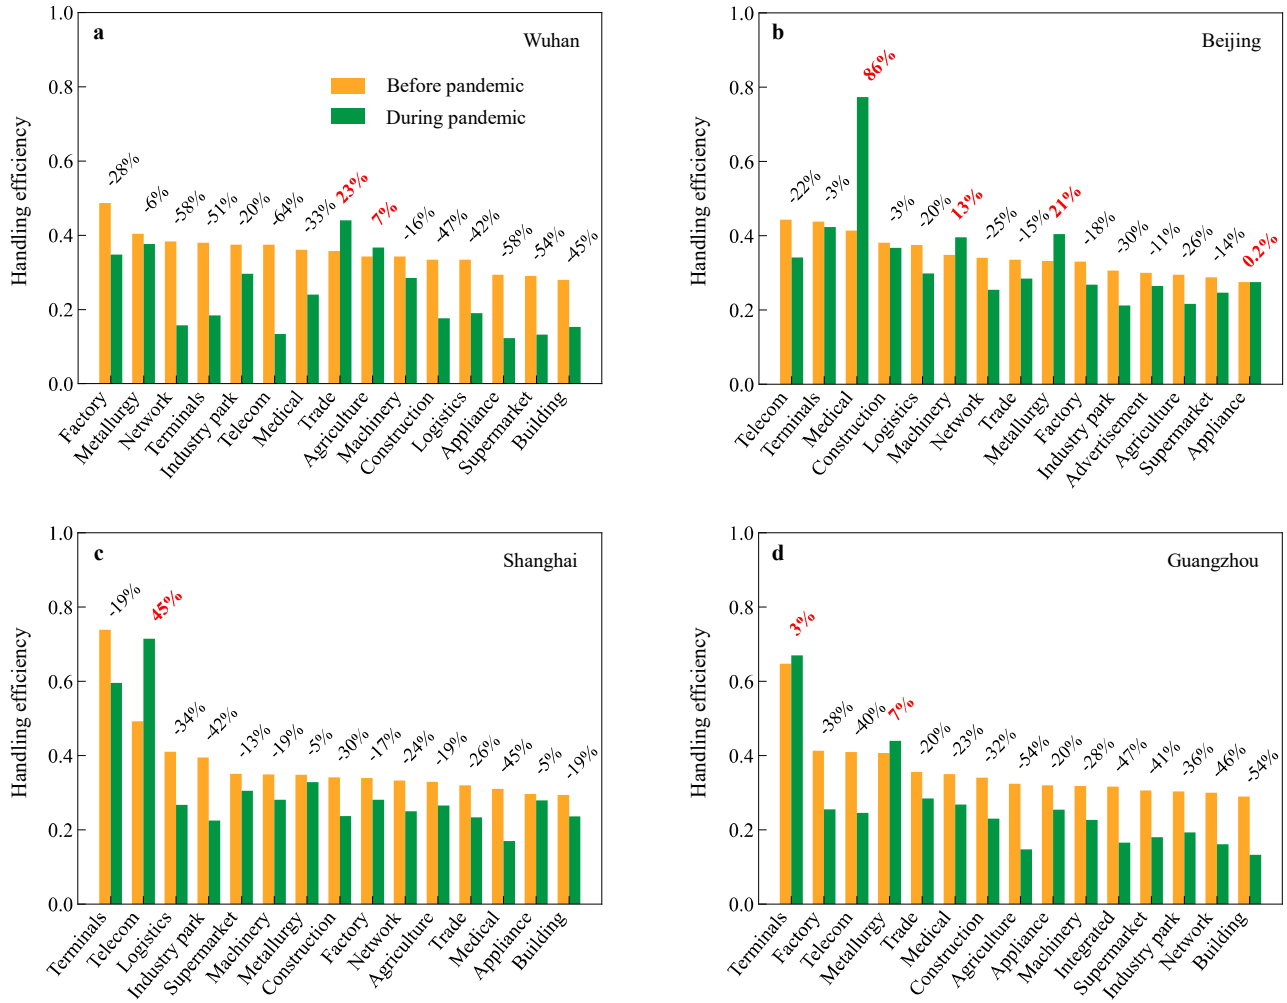 a
Wuhan
Before pandemic
During pandemic
Handling efficiency
1.0
0.8
0.6
0.4
0.2
0.0
-28%
-6%
-58%
-51%
-20%
-64%
-33%
23%
7%
-16%
-47%
-42%
-58%
-54%
-45%
Factory
Metallurgy
Network
Terminals
Industry park
Telecom
Medical
Trade
Agriculture
Machinery
Construction
Logistics
Appliance
Supermarket
Building
b
Beijing
Handling efficiency
1.0
0.8
0.6
0.4
0.2
0.0
-22%
-3%
86%
-3%
-20%
13%
-25%
-15%
21%
-18%
-30%
-11%
-26%
-14%
0.2%
Telecom
Terminals
Medical
Construction
Logistics
Machinery
Network
Trade
Metallurgy
Factory
Industry park
Advertisement
Agriculture
Supermarket
Appliance
c
Shanghai
Handling efficiency
1.0
0.8
0.6
0.4
0.2
0.0
-19%
45%
-34%
-42%
-13%
-19%
-5%
-30%
-17%
-24%
-19%
-26%
-45%
-5%
-19%
Terminals
Telecom
Logistics
Industry park
Supermarket
Machinery
Metallurgy
Construction
Factory
Network
Agriculture
Trade
Medical
Appliance
Building
d
Guangzhou
Handling efficiency
1.0
0.8
0.6
0.4
0.2
0.0
3%
-38%
-40%
7%
-20%
-23%
-32%
-54%
-20%
-28%
-47%
-41%
-36%
-46%
-54%
Terminals
Factory
Telecom
Metallurgy
Trade
Medical
Construction
Agriculture
Appliance
Machinery
Integrated
Supermarket
Industry park
Network
Building